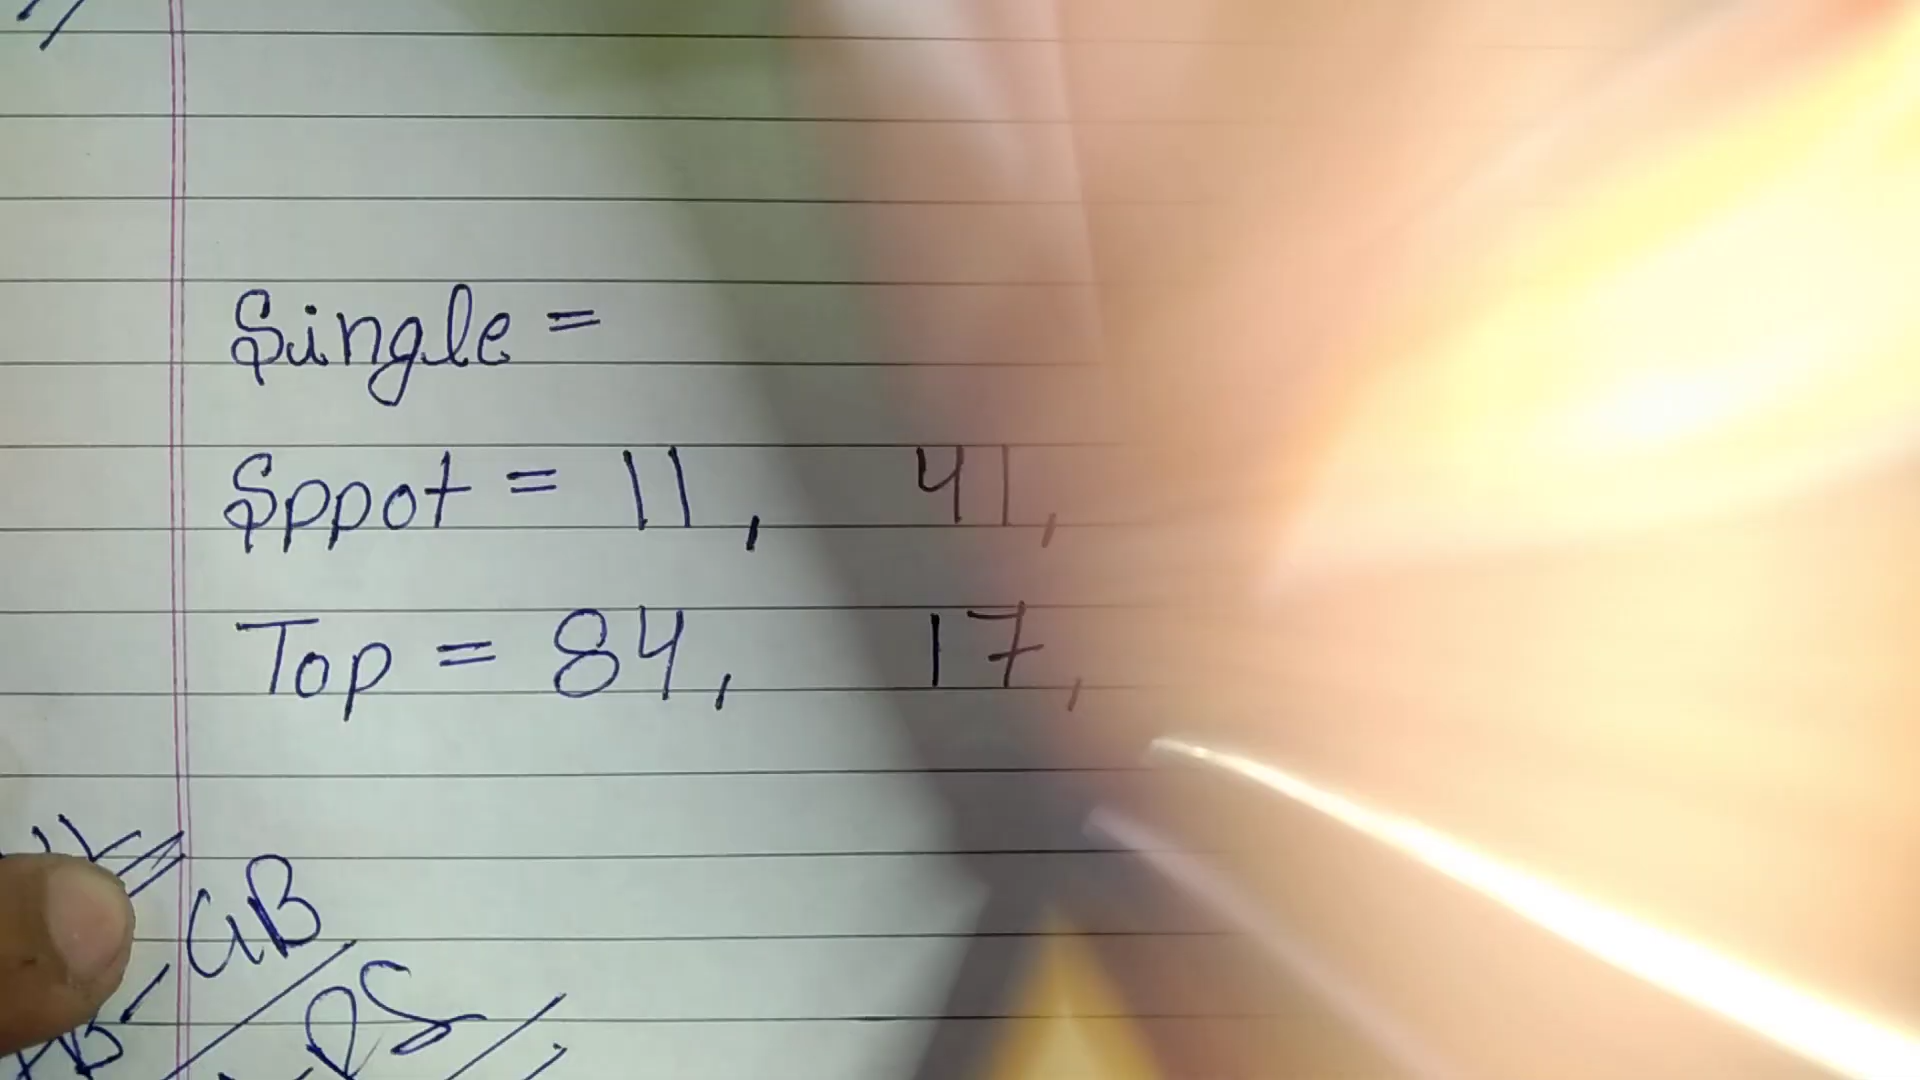 Single =
Sppot = 11, 41,
Top = 84, 17,
GB